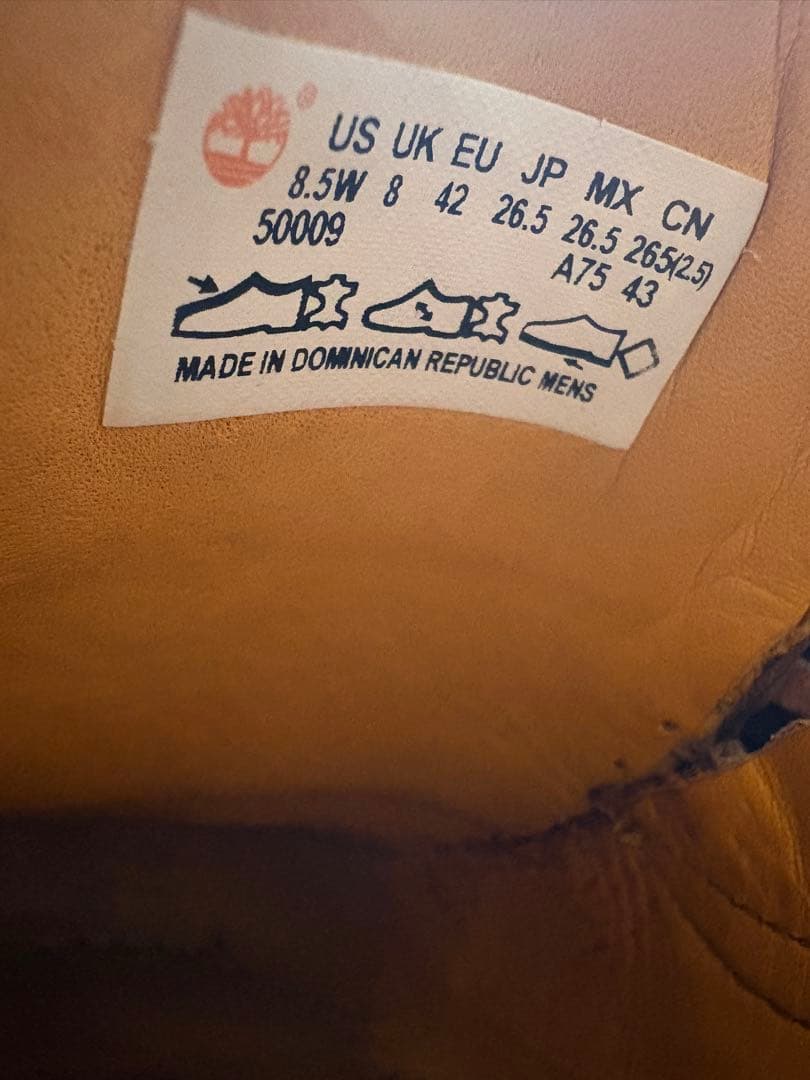 US UK EU JP MX CN
8.5W 8 42 26.5 26.5 265(2.5)
50009 A75 43
MADE IN DOMINICAN REPUBLIC MENS